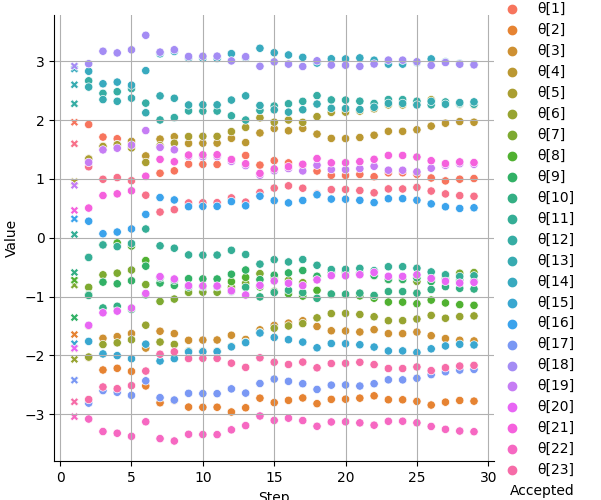 θ[1]
θ[2]
θ[3]
θ[4]
θ[5]
θ[6]
θ[7]
θ[8]
θ[9]
θ[10]
θ[11]
θ[12]
θ[13]
θ[14]
θ[15]
θ[16]
θ[17]
θ[18]
θ[19]
θ[20]
θ[21]
θ[22]
θ[23]
Accepted
Value
3
2
1
0
−1
−2
−3
0 5 10 15 20 25 30
Step